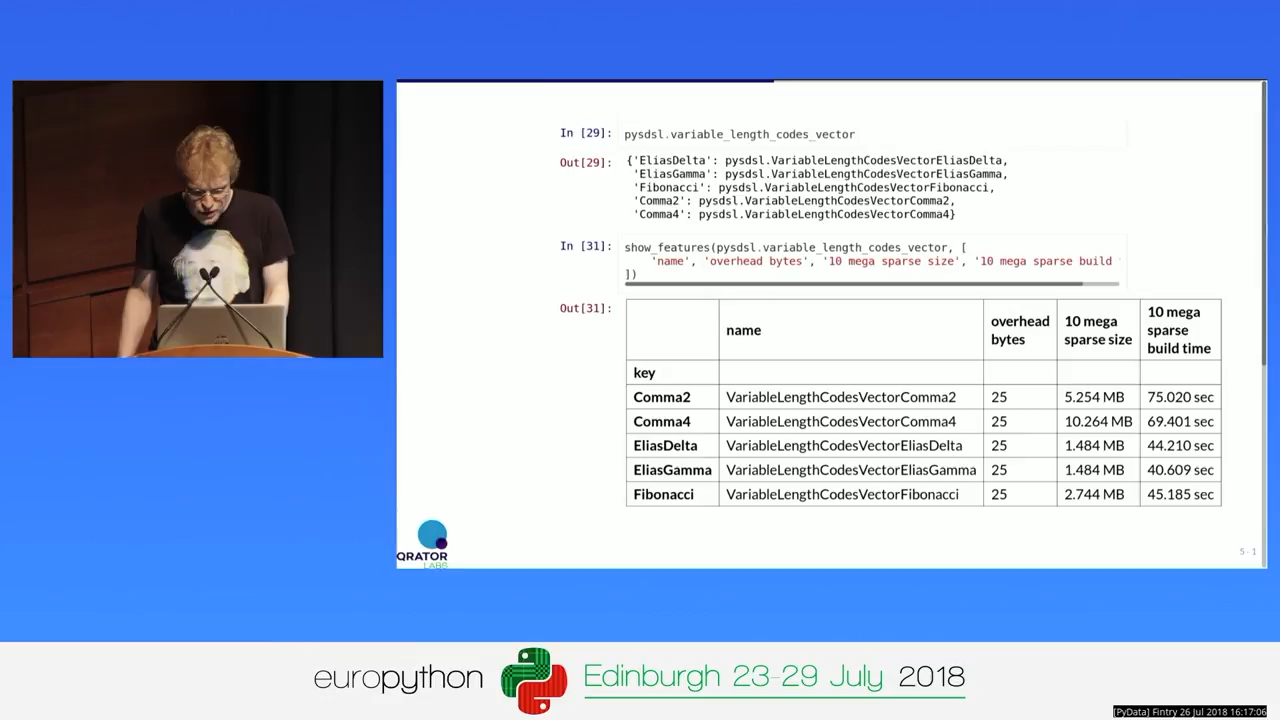 In [29]: pysdsl.variable_length_codes_vector
Out[29]: {'EliasDelta': pysdsl.VariableLengthCodesVectorEliasDelta,
'EliasGamma': pysdsl.VariableLengthCodesVectorEliasGamma,
'Fibonacci': pysdsl.VariableLengthCodesVectorFibonacci,
'Comma2': pysdsl.VariableLengthCodesVectorComma2,
'Comma4': pysdsl.VariableLengthCodesVectorComma4}
In [31]: show_features(pysdsl.variable_length_codes_vector, [
'name', 'overhead bytes', '10 mega sparse size', '10 mega sparse build
])
Out[31]:
name overhead bytes 10 mega sparse size 10 mega sparse build time
key
Comma2 VariableLengthCodesVectorComma2 25 5.254 MB 75.020 sec
Comma4 VariableLengthCodesVectorComma4 25 10.264 MB 69.401 sec
EliasDelta VariableLengthCodesVectorEliasDelta 25 1.484 MB 44.210 sec
EliasGamma VariableLengthCodesVectorEliasGamma 25 1.484 MB 40.609 sec
Fibonacci VariableLengthCodesVectorFibonacci 25 2.744 MB 45.185 sec
QRATOR
LABS
5 - 1
europython Edinburgh 23-29 July 2018
[PyData] Fintry 26 Jul 2018 16:17:06